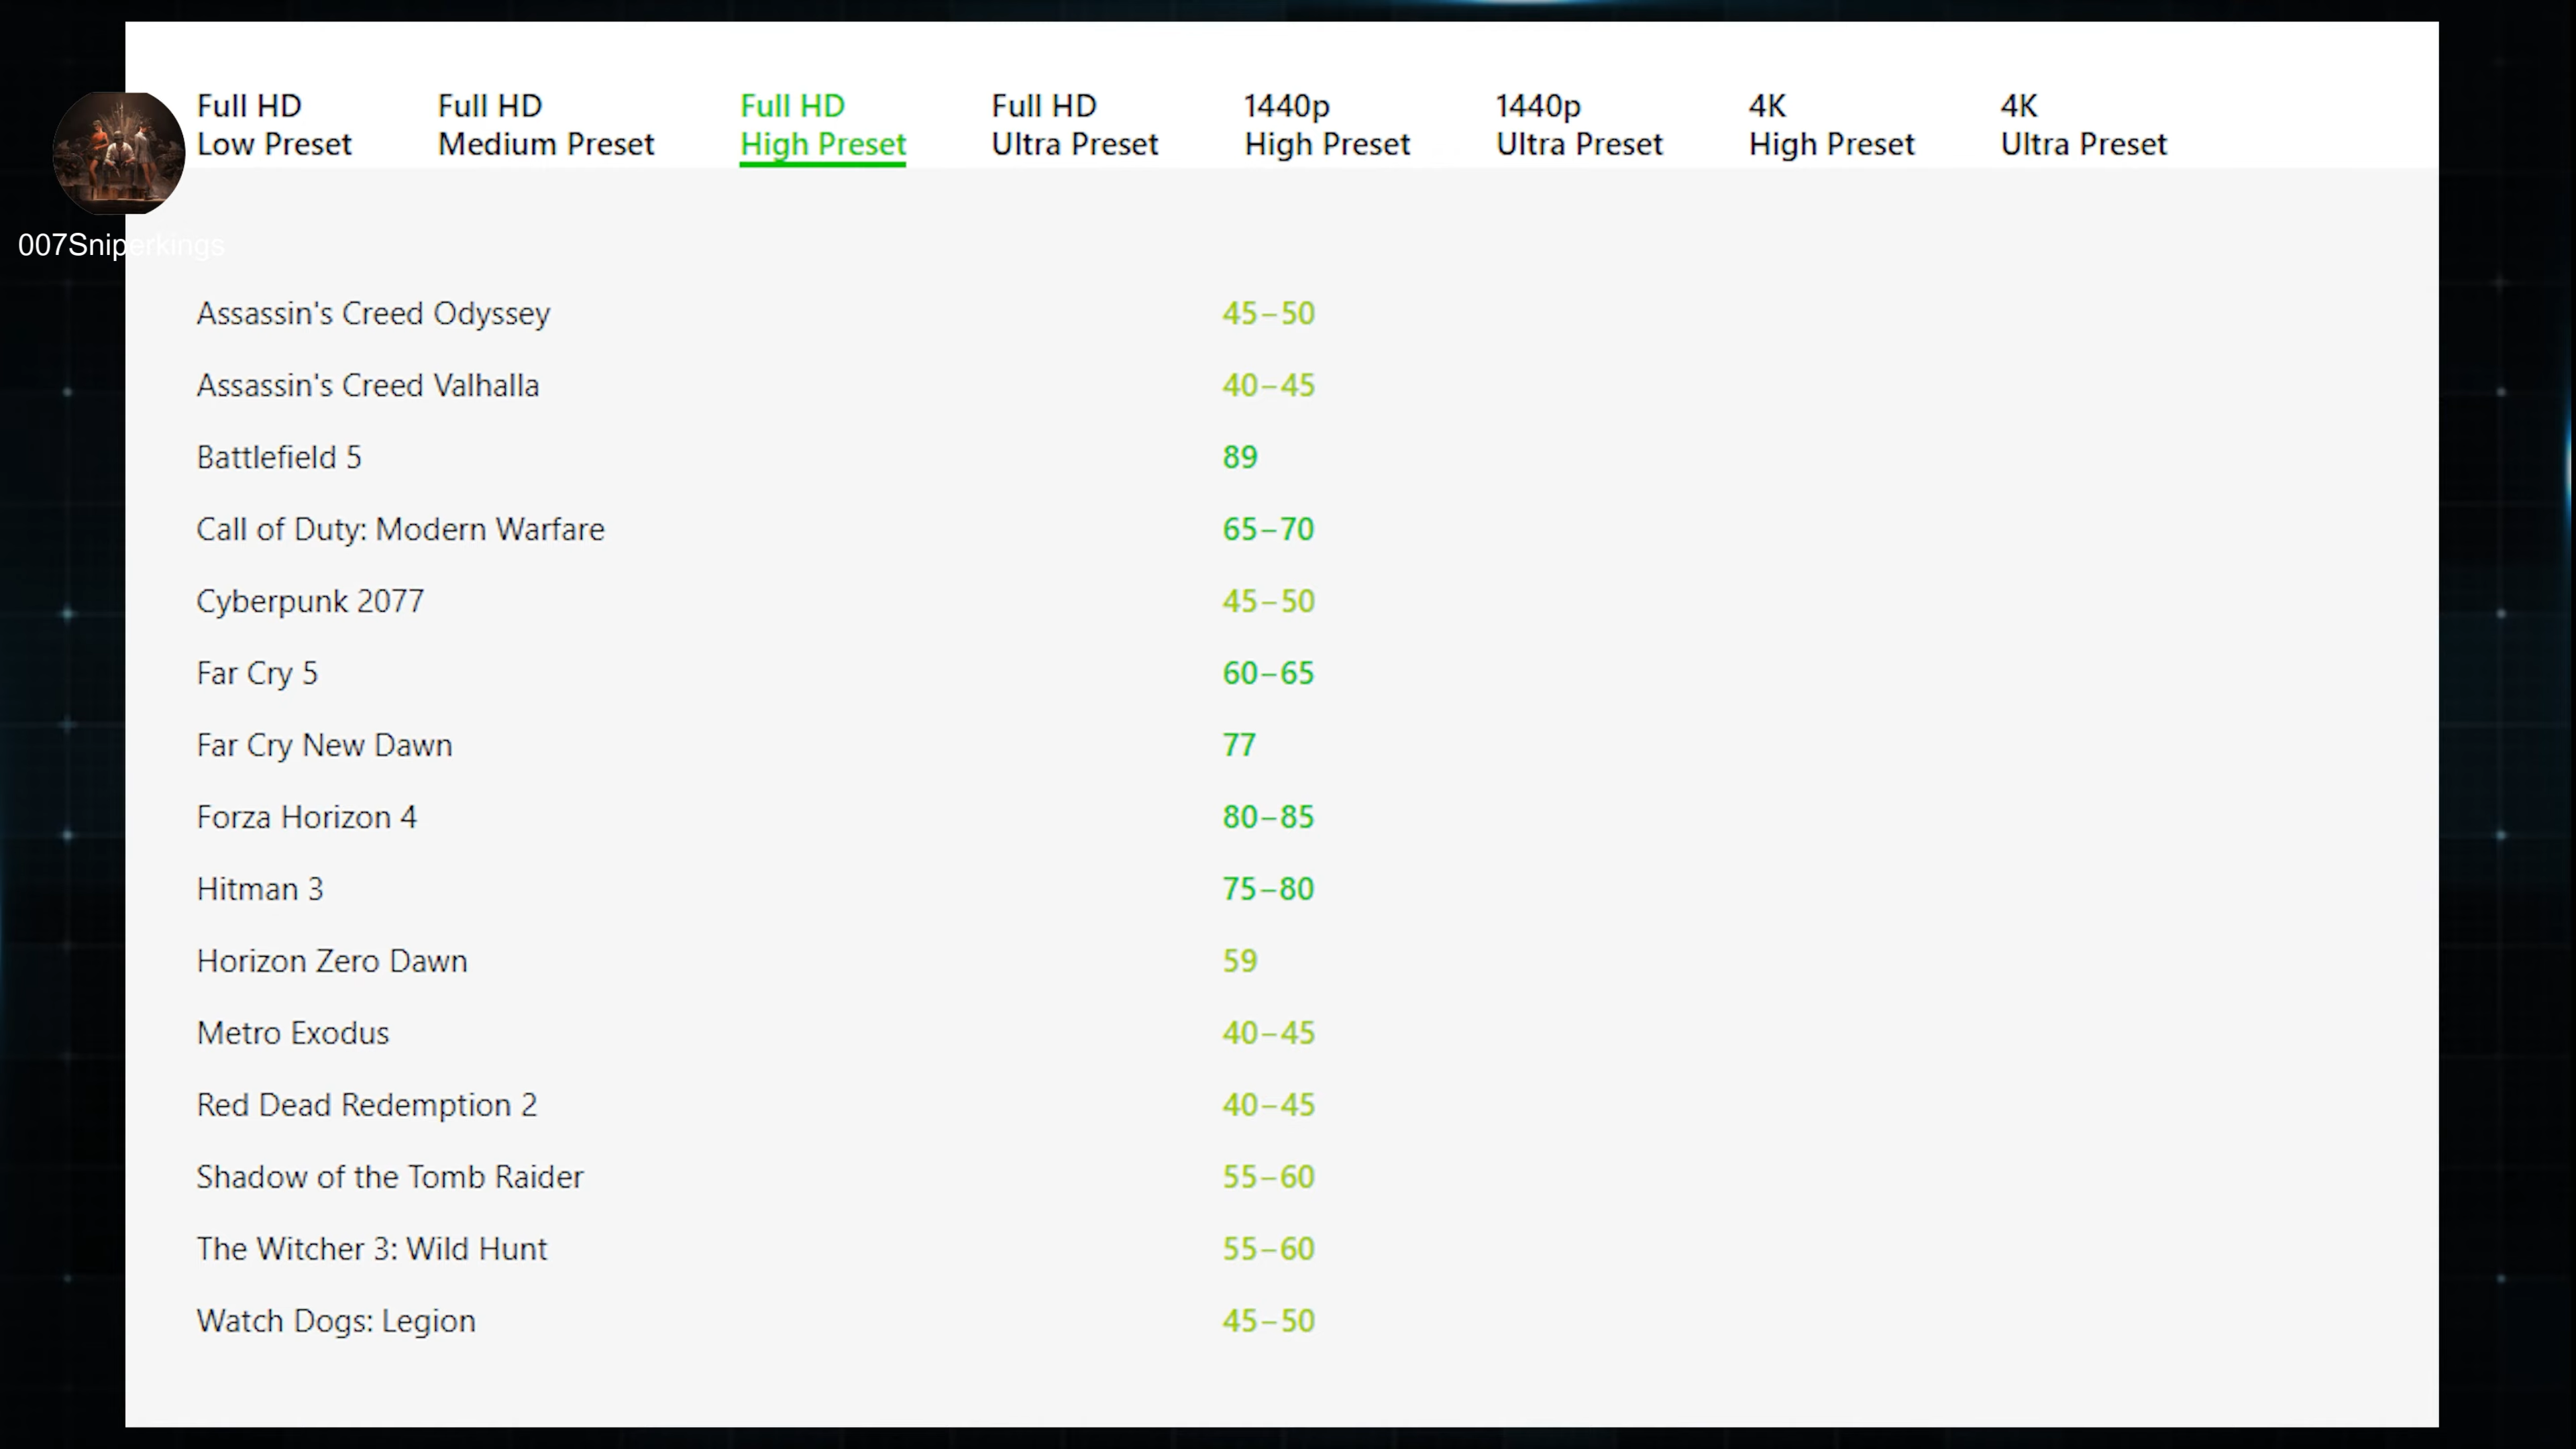 Full HD
Low Preset
Full HD
Medium Preset
Full HD
High Preset
Full HD
Ultra Preset
1440p
High Preset
1440p
Ultra Preset
4K
High Preset
4K
Ultra Preset
007Sniperkings
Assassin's Creed Odyssey 45–50
Assassin's Creed Valhalla 40–45
Battlefield 5 89
Call of Duty: Modern Warfare 65–70
Cyberpunk 2077 45–50
Far Cry 5 60–65
Far Cry New Dawn 77
Forza Horizon 4 80–85
Hitman 3 75–80
Horizon Zero Dawn 59
Metro Exodus 40–45
Red Dead Redemption 2 40–45
Shadow of the Tomb Raider 55–60
The Witcher 3: Wild Hunt 55–60
Watch Dogs: Legion 45–50